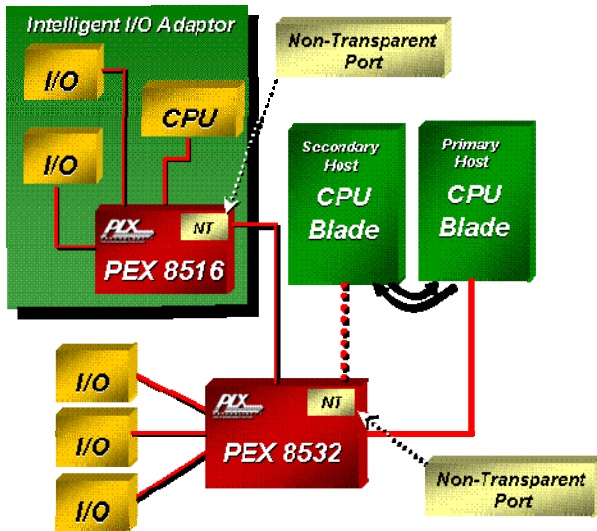 Intelligent I/O Adaptor
Non-Transparent
Port
I/O
CPU
I/O
PLX
NT
PEX 8516
Secondary
Host
CPU
Blade
Primary
Host
CPU
Blade
I/O
I/O
I/O
PLX
NT
PEX 8532
Non-Transparent
Port